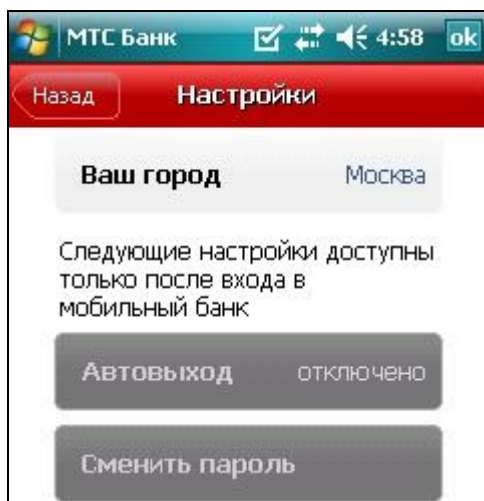 МТС Банк 4:58 ok
Назад Настройки
Ваш город Москва
Следующие настройки доступны
только после входа в
мобильный банк
Автовыход отключено
Сменить пароль